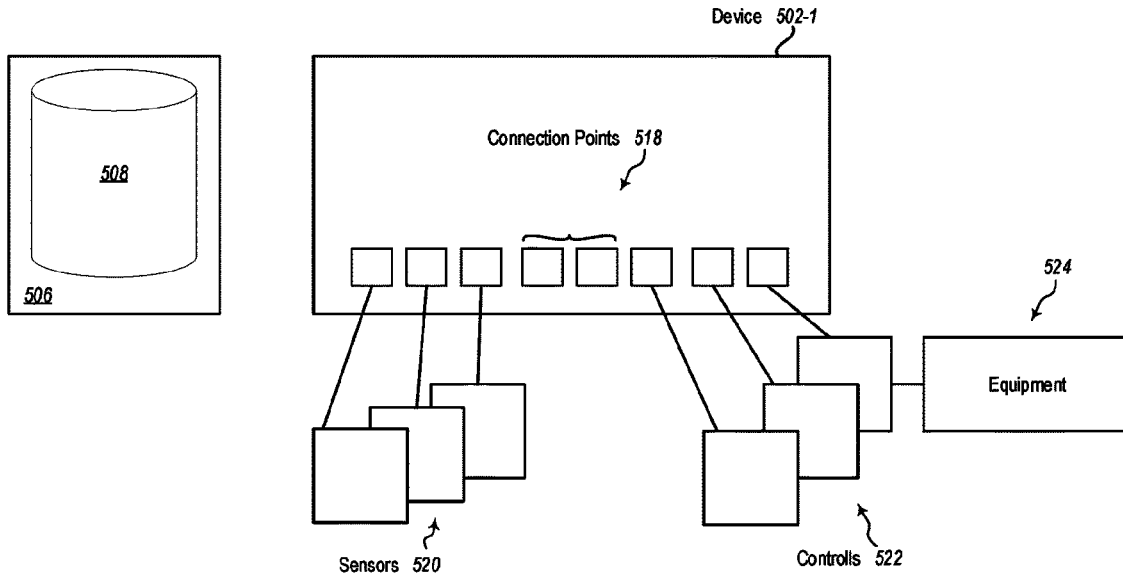 Device 502-1
Connection Points 518
508
506
524
Equipment
Sensors 520
Controlls 522